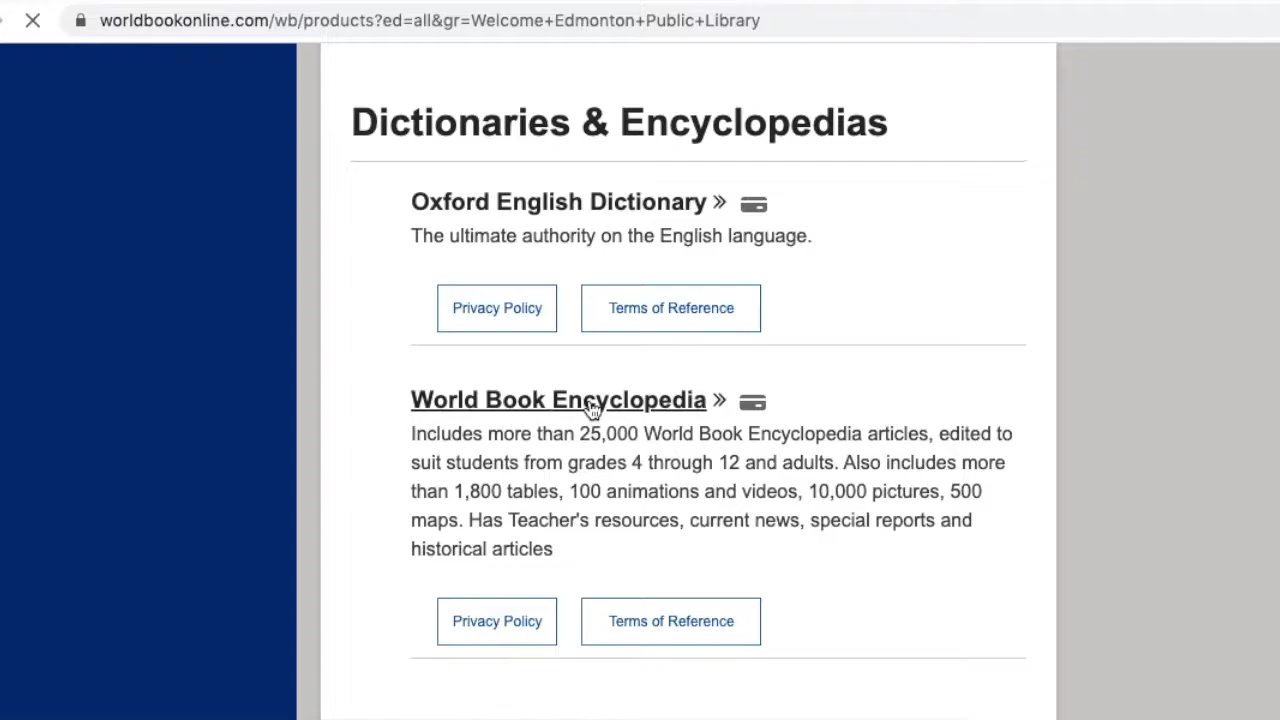 worldbookonline.com/wb/products?ed=all&gr=Welcome+Edmonton+Public+Library
Dictionaries & Encyclopedias
Oxford English Dictionary »
The ultimate authority on the English language.
Privacy Policy Terms of Reference
World Book Encyclopedia »
Includes more than 25,000 World Book Encyclopedia articles, edited to
suit students from grades 4 through 12 and adults. Also includes more
than 1,800 tables, 100 animations and videos, 10,000 pictures, 500
maps. Has Teacher's resources, current news, special reports and
historical articles
Privacy Policy Terms of Reference